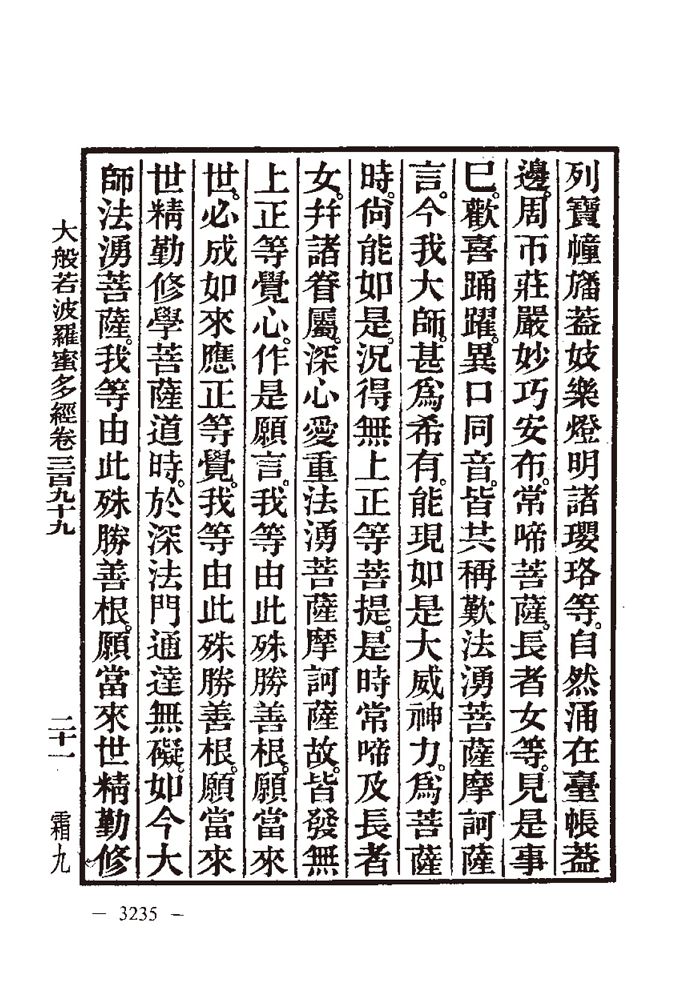 列寶幢旛葢妓樂燈明諸瓔珞等。自然涌在臺帳葢
邊。周帀莊嚴妙巧安布。常啼菩薩。長者女等。見是事
巳。歡喜踊躍。異口同音。皆共稱歎法湧菩薩摩訶薩
言。今我大師。甚爲希有。能現如是大威神力。爲菩薩
時。尙能如是。況得無上正等菩提。是時常啼及長者
女。幷諸眷屬。深心愛重法湧菩薩摩訶薩故。皆發無
上正等覺心。作是願言。我等由此殊勝善根。願當來
世。必成如來應正等覺。我等由此殊勝善根。願當來
世精勤修學菩薩道時。於深法門通達無礙。如今大
師法湧菩薩。我等由此殊勝善根。願當來世精勤修
大般若波羅蜜多經卷三百九十九 二十一 霜九
— 3235 —